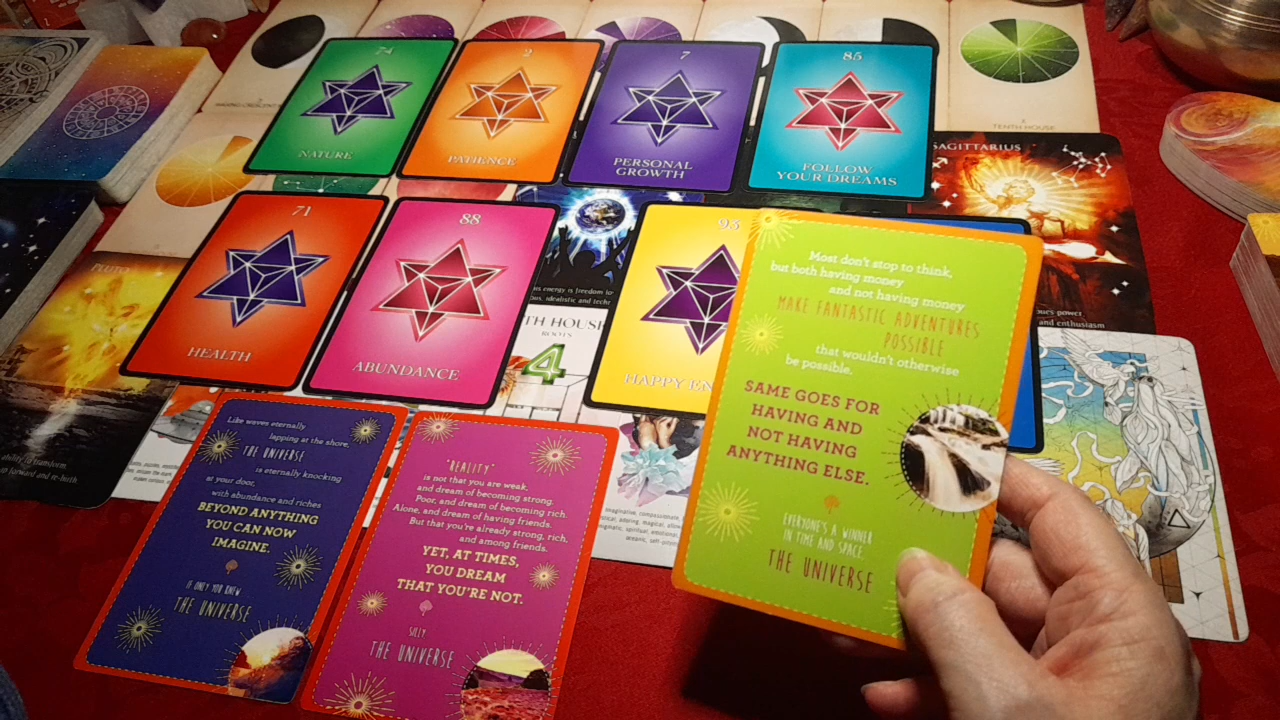 TENTH HOUSE
74
NATURE
2
PATIENCE
7
PERSONAL
GROWTH
85
FOLLOW
YOUR DREAMS
SAGITTARIUS
and enthusiasm
PLUTO
71
HEALTH
88
ABUNDANCE
93
HAPPY EN
TH HOUSE
ROOTS
4
Most don't stop to think,
but both having money
and not having money
MAKE FANTASTIC ADVENTURES
POSSIBLE
that wouldn't otherwise
be possible.
SAME GOES FOR
HAVING AND
NOT HAVING
ANYTHING ELSE.
EVERYONE'S A WINNER
IN TIME AND SPACE,
THE UNIVERSE
Like waves eternally
lapping at the shore,
THE UNIVERSE
is eternally knocking
at your door,
with abundance and riches
BEYOND ANYTHING
YOU CAN NOW
IMAGINE.
IF ONLY YOU KNEW
THE UNIVERSE
"REALITY"
is not that you are weak,
and dream of becoming strong.
Poor, and dream of becoming rich.
Alone, and dream of having friends.
But that you're already strong, rich,
and among friends.
YET, AT TIMES,
YOU DREAM
THAT YOU'RE NOT.
SILLY,
THE UNIVERSE